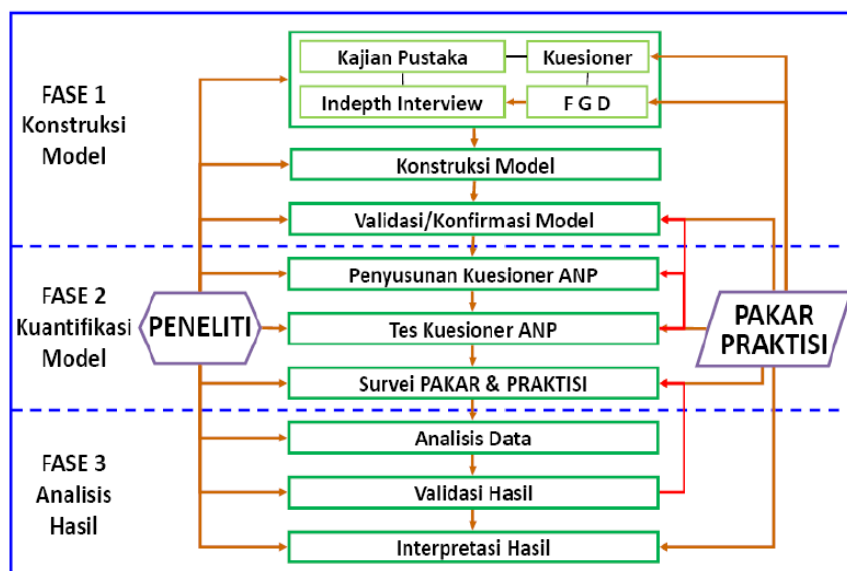 FASE 1
Konstruksi
Model
Kajian Pustaka
Kuesioner
Indepth Interview
F G D
Konstruksi Model
Validasi/Konfirmasi Model
FASE 2
Kuantifikasi
Model
PENELITI
Penyusunan Kuesioner ANP
Tes Kuesioner ANP
Survei PAKAR & PRAKTISI
PAKAR
PRAKTISI
FASE 3
Analisis
Hasil
Analisis Data
Validasi Hasil
Interpretasi Hasil